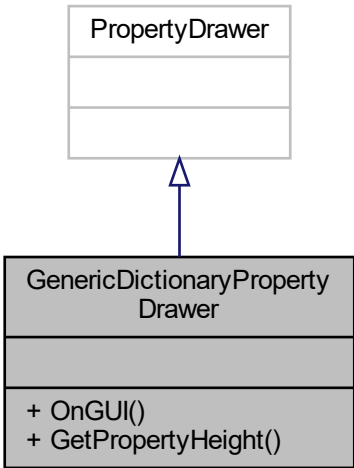 PropertyDrawer
GenericDictionaryProperty
Drawer
+ OnGUI()
+ GetPropertyHeight()